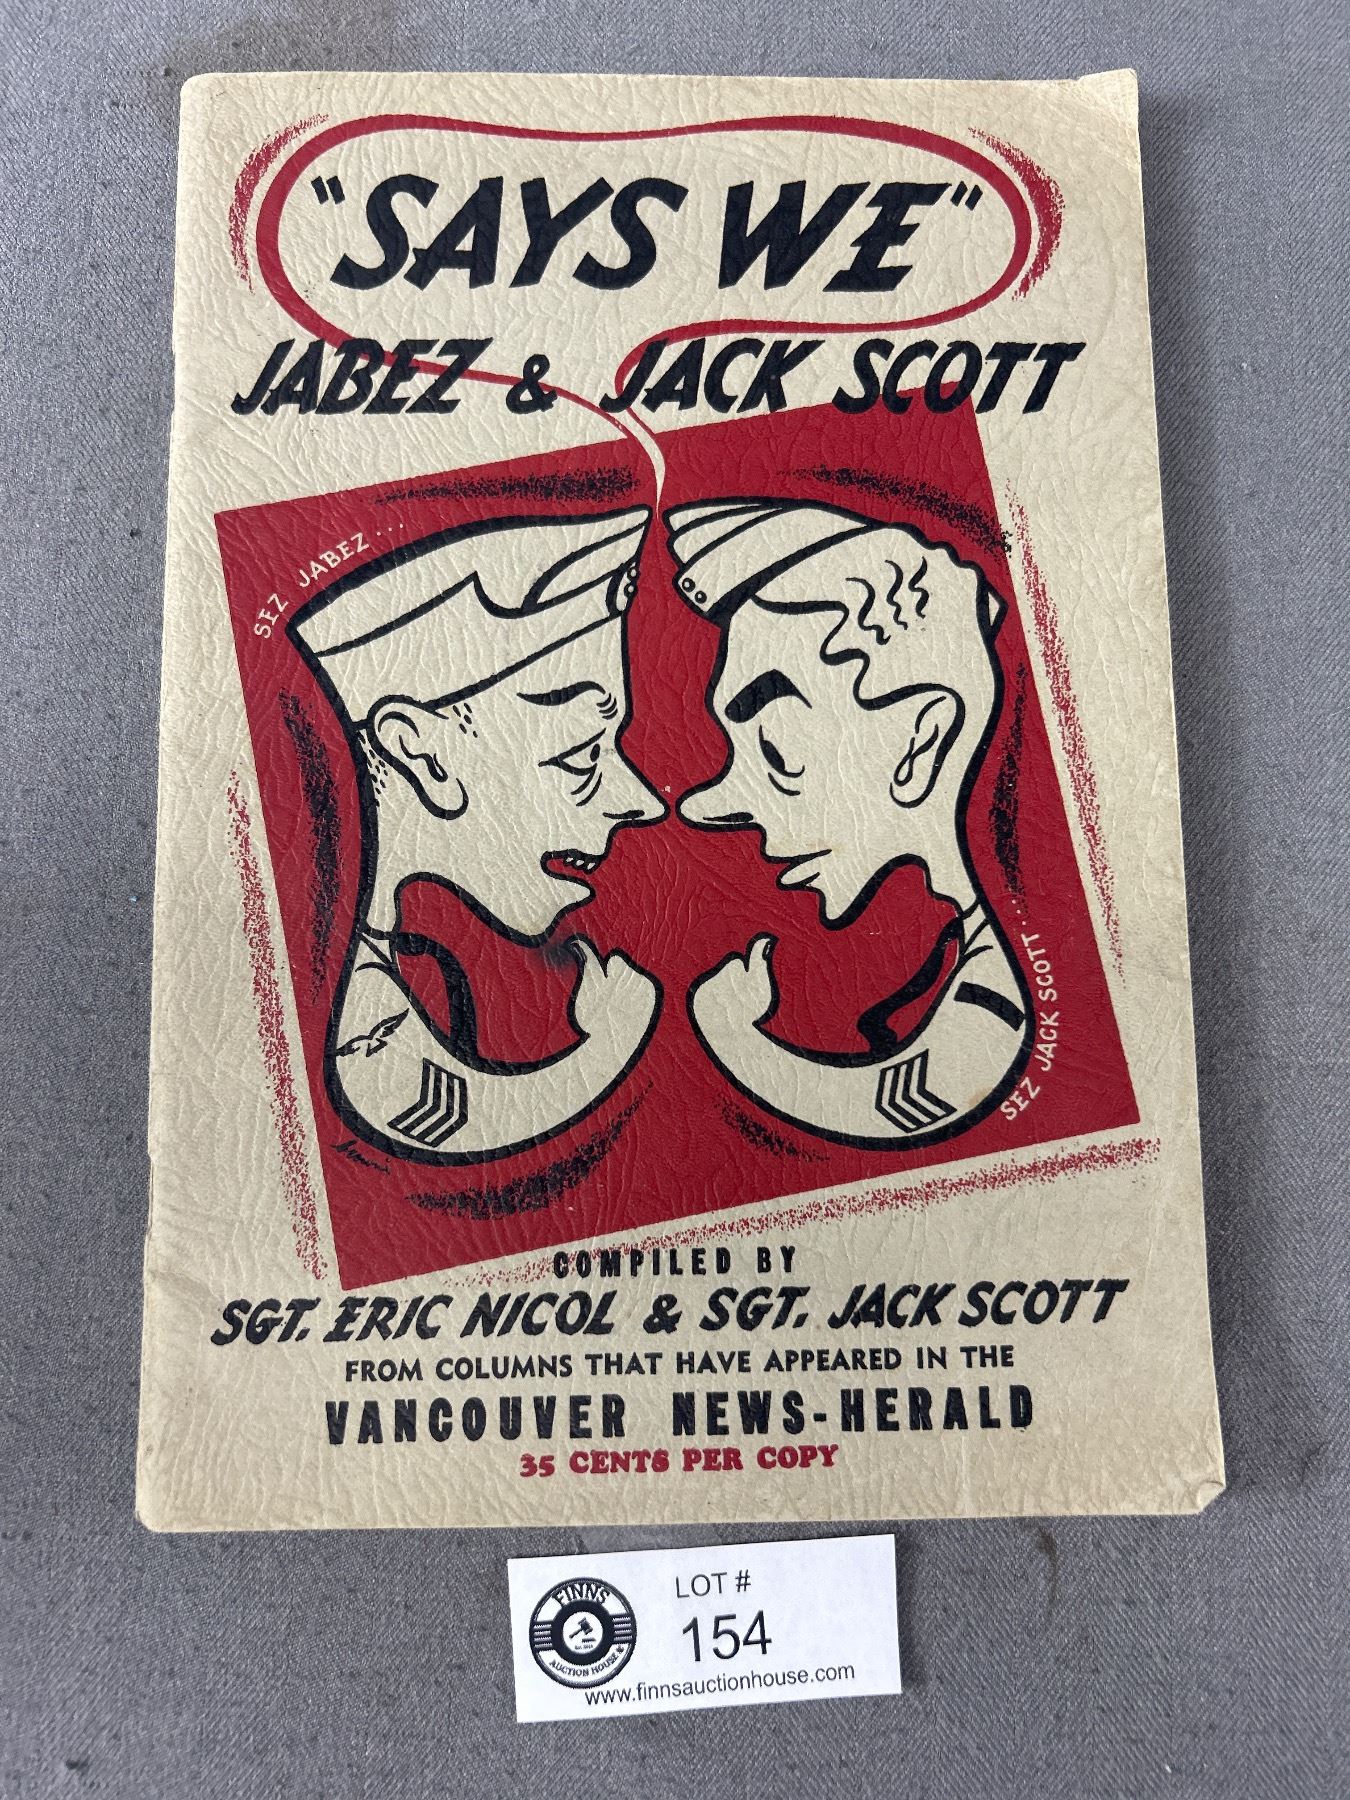 "SAYS WE"
JABEZ & JACK SCOTT
SEZ JABEZ...
SEZ JACK SCOTT...
COMPILED BY
SGT. ERIC NICOL & SGT. JACK SCOTT
FROM COLUMNS THAT HAVE APPEARED IN THE
VANCOUVER NEWS-HERALD
35 CENTS PER COPY
FINNS
AUCTION HOUSE
LOT #
154
www.finnsauctionhouse.com